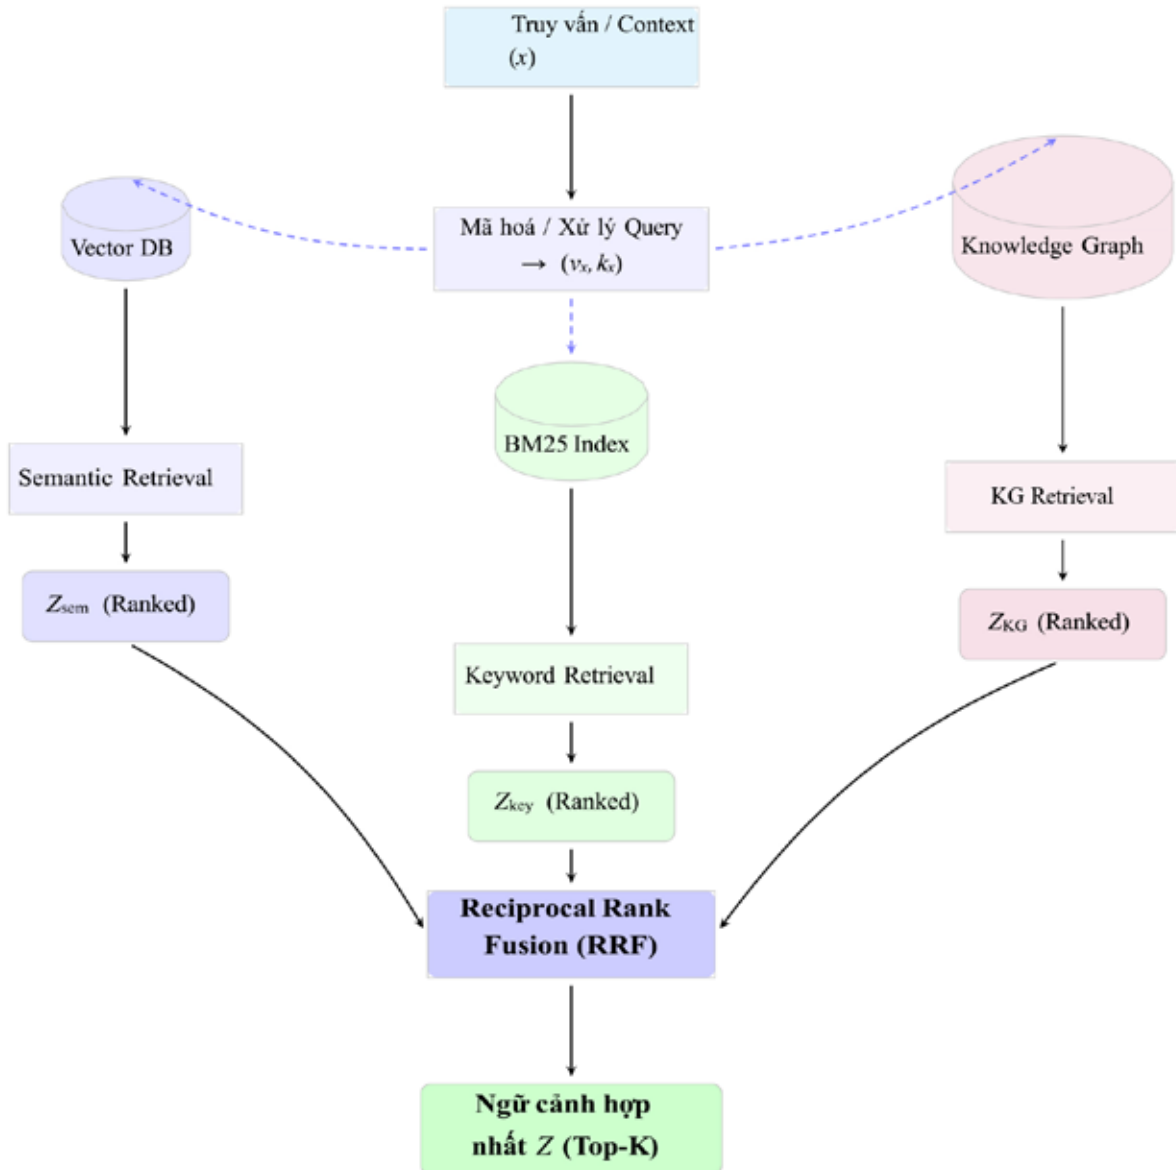 Truy vấn / Context
(x)
Mã hoá / Xử lý Query
→ (vₓ, kₓ)
Vector DB
Knowledge Graph
BM25 Index
Semantic Retrieval
KG Retrieval
Zsem (Ranked)
ZKG (Ranked)
Keyword Retrieval
Zkey (Ranked)
Reciprocal Rank
Fusion (RRF)
Ngữ cảnh hợp
nhất Z (Top-K)